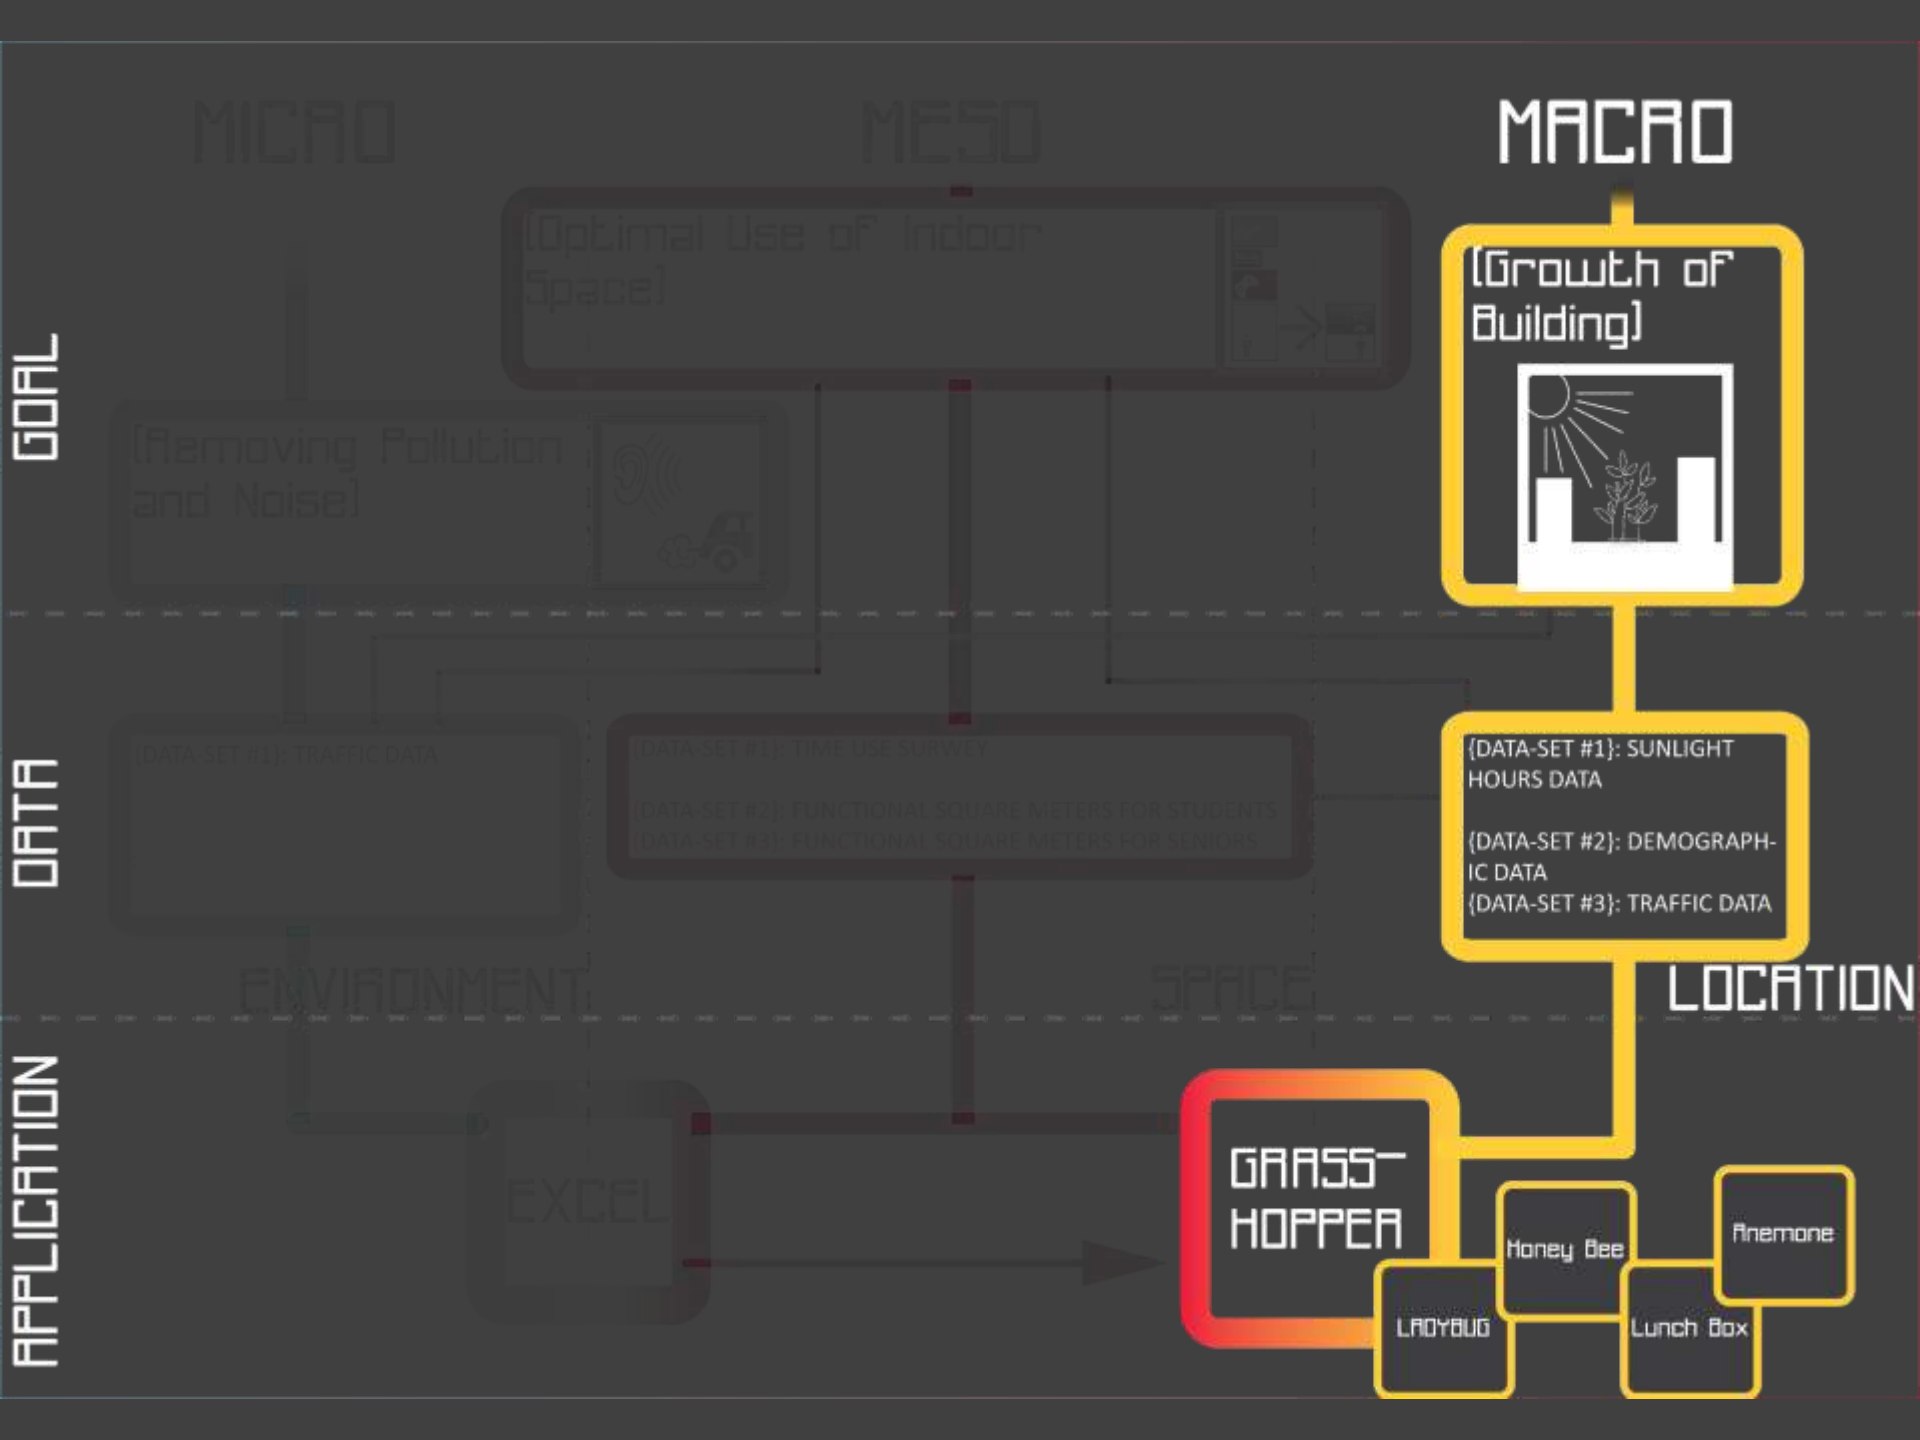 MICRO
MESO
MACRO
[Optimal Use of Indoor
Space]
[Growth of
Building]
GOAL
[Removing Pollution
and Noise]
{DATA-SET #1}: TRAFFIC DATA
{DATA-SET #1}: TIME USE SURWEY
{DATA-SET #2}: FUNCTIONAL SQUARE METERS FOR STUDENTS
{DATA-SET #3}: FUNCTIONAL SQUARE METERS FOR SENIORS
{DATA-SET #1}: SUNLIGHT
HOURS DATA
{DATA-SET #2}: DEMOGRAPH-
IC DATA
{DATA-SET #3}: TRAFFIC DATA
DATA
ENVIRONMENT
SPACE
LOCATION
APPLICATION
EXCEL
GRASS-
HOPPER
LADYBUG
Honey Bee
Lunch Box
Anemone